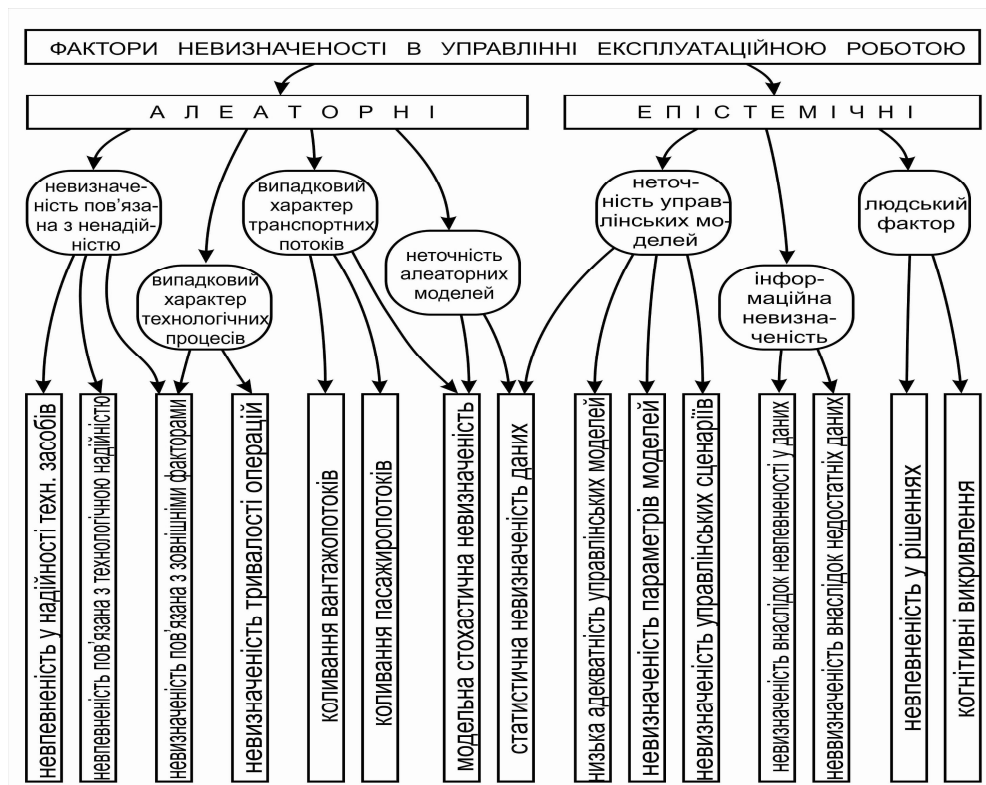 ФАКТОРИ НЕВИЗНАЧЕНОСТІ В УПРАВЛІННІ ЕКСПЛУАТАЦІЙНОЮ РОБОТОЮ
АЛЕАТОРНІ
ЕПІСТЕМІЧНІ
невизначе-
ність пов'яза-
на з ненадій-
ністю
випадковий
характер
технологічних
процесів
випадковий
характер
транспортних
потоків
неточність
алеаторних
моделей
неточ-
ність управ-
лінських мо-
делей
інфор-
маційна
невизна-
ченість
людський
фактор
невпевненість у надійності техн. засобів
невпевненість пов'язана з технологічною надійністю
невизначеність пов'язана з зовнішніми факторами
невизначеність тривалості операцій
коливання вантажопотоків
коливання пасажиропотоків
модельна стохастична невизначеність
статистична невизначеність даних
низька адекватність управлінських моделей
невизначеність параметрів моделей
невизначеність управлінських сценаріїв
невизначеність внаслідок невпевненості у даних
неввизначеність внаслідок недостатніх даних
невпевненість у рішеннях
когнітивні викривлення